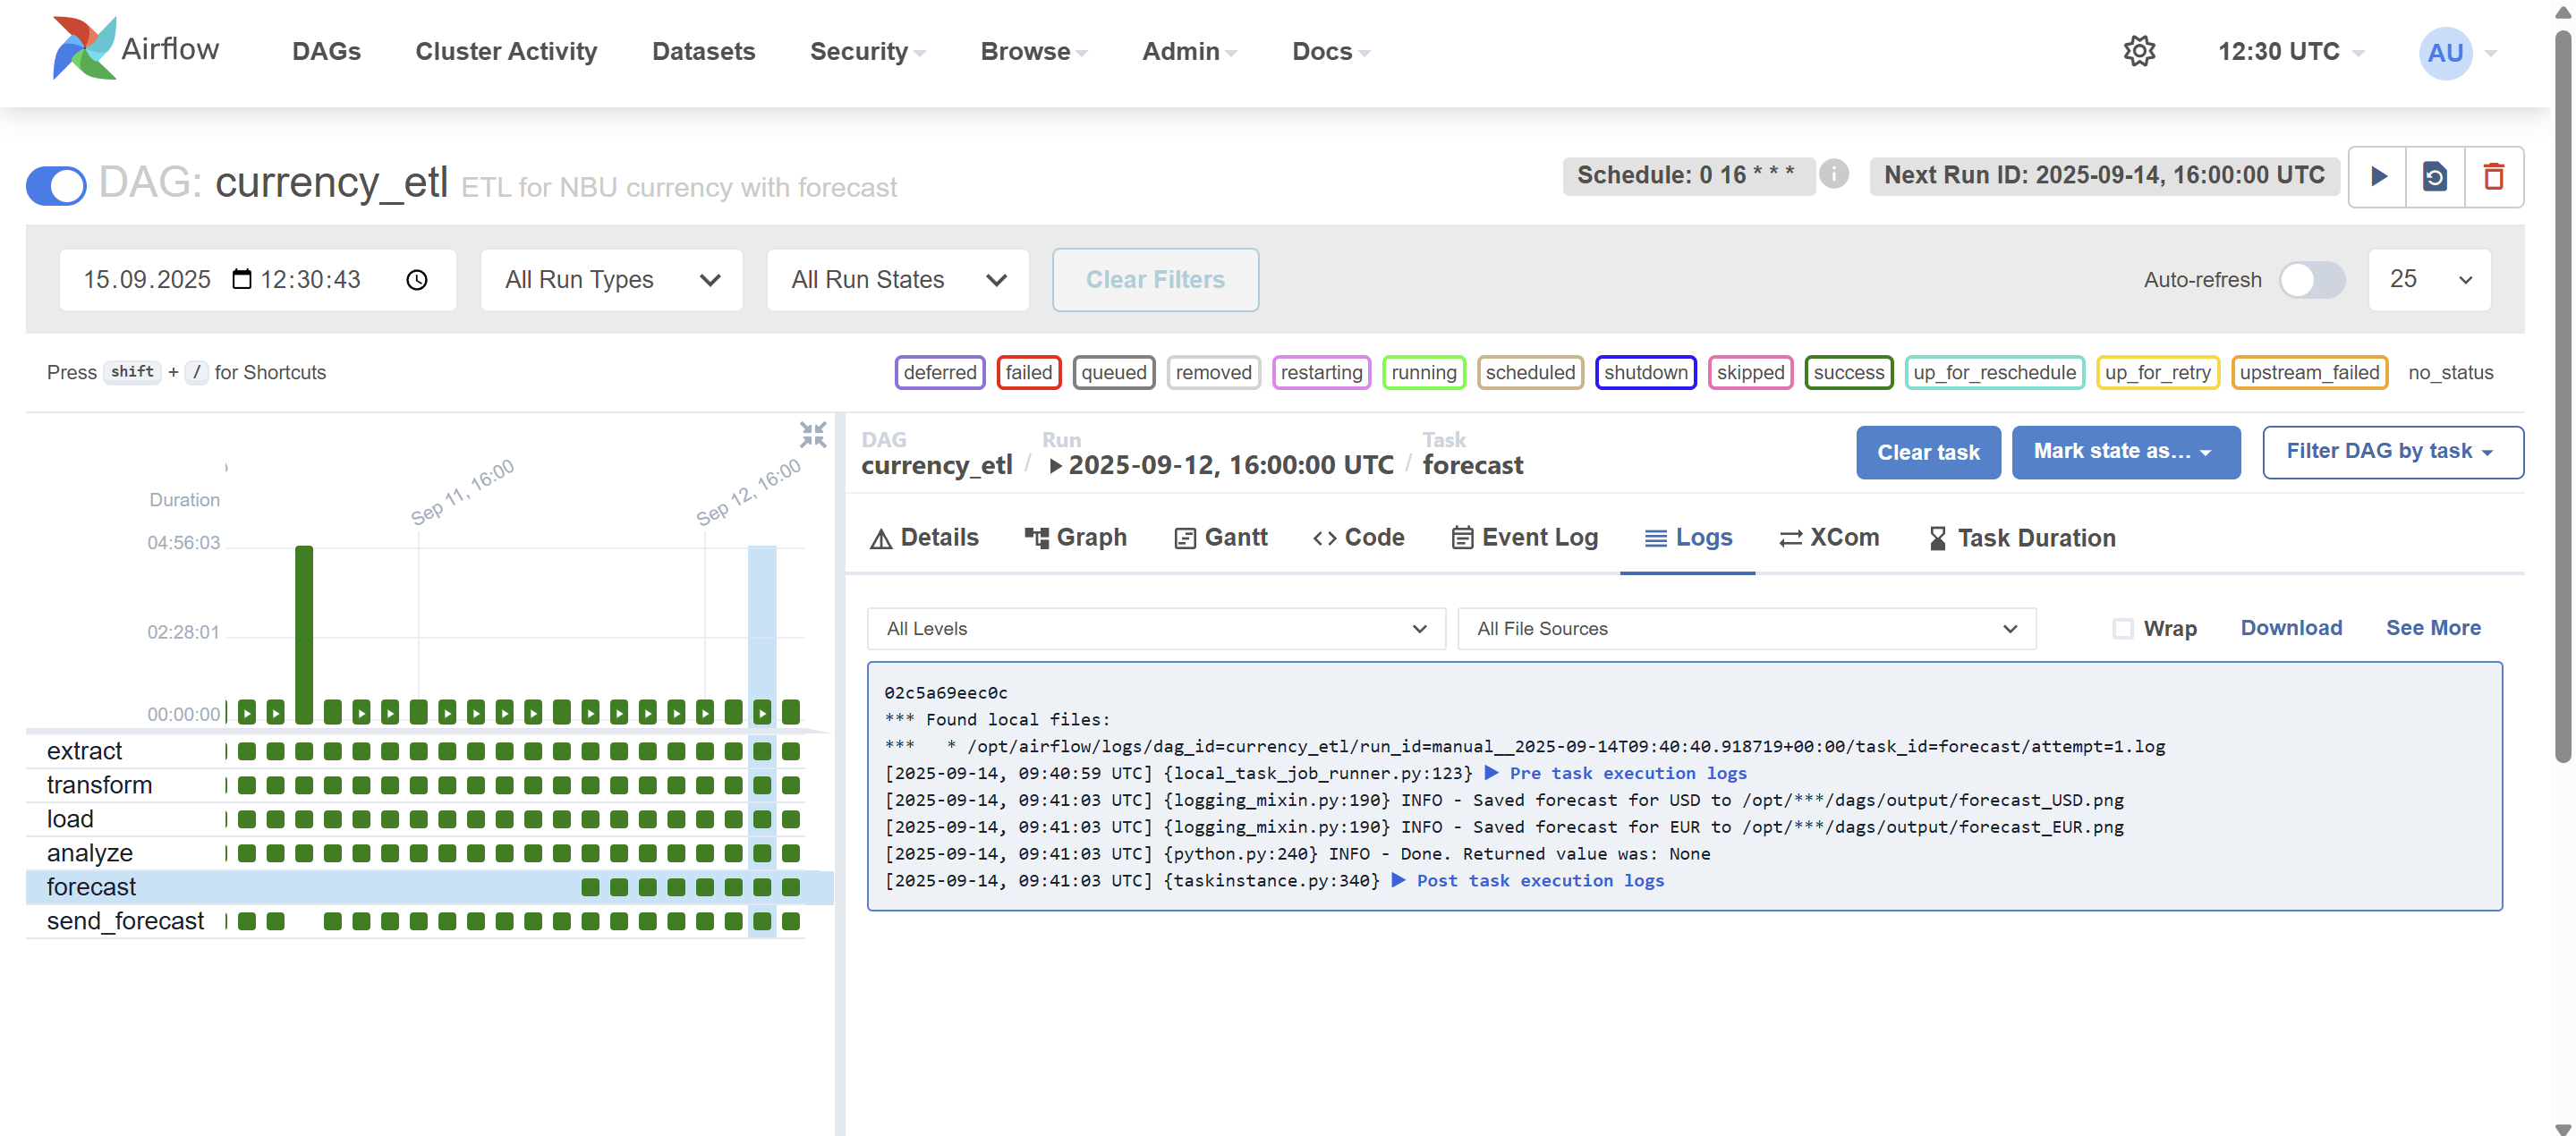 Airflow DAGs Cluster Activity Datasets Security Browse Admin Docs 12:30 UTC AU
DAG: currency_etl ETL for NBU currency with forecast Schedule: 0 16 * * * Next Run ID: 2025-09-14, 16:00:00 UTC
15.09.2025 12:30:43 All Run Types All Run States Clear Filters Auto-refresh 25
Press shift + / for Shortcuts deferred failed queued removed restarting running scheduled shutdown skipped success up_for_reschedule up_for_retry upstream_failed no_status
Duration
04:56:03
02:28:01
00:00:00
Sep 11, 16:00
Sep 12, 16:00
extract
transform
load
analyze
forecast
send_forecast
DAG Run Task
currency_etl / 2025-09-12, 16:00:00 UTC / forecast
Clear task Mark state as... Filter DAG by task
Details Graph Gantt Code Event Log Logs XCom Task Duration
All Levels All File Sources Wrap Download See More
02c5a69eec0c
*** Found local files:
***   * /opt/airflow/logs/dag_id=currency_etl/run_id=manual__2025-09-14T09:40:40.918719+00:00/task_id=forecast/attempt=1.log
[2025-09-14, 09:40:59 UTC] {local_task_job_runner.py:123} ▶ Pre task execution logs
[2025-09-14, 09:41:03 UTC] {logging_mixin.py:190} INFO - Saved forecast for USD to /opt/***/dags/output/forecast_USD.png
[2025-09-14, 09:41:03 UTC] {logging_mixin.py:190} INFO - Saved forecast for EUR to /opt/***/dags/output/forecast_EUR.png
[2025-09-14, 09:41:03 UTC] {python.py:240} INFO - Done. Returned value was: None
[2025-09-14, 09:41:03 UTC] {taskinstance.py:340} ▶ Post task execution logs